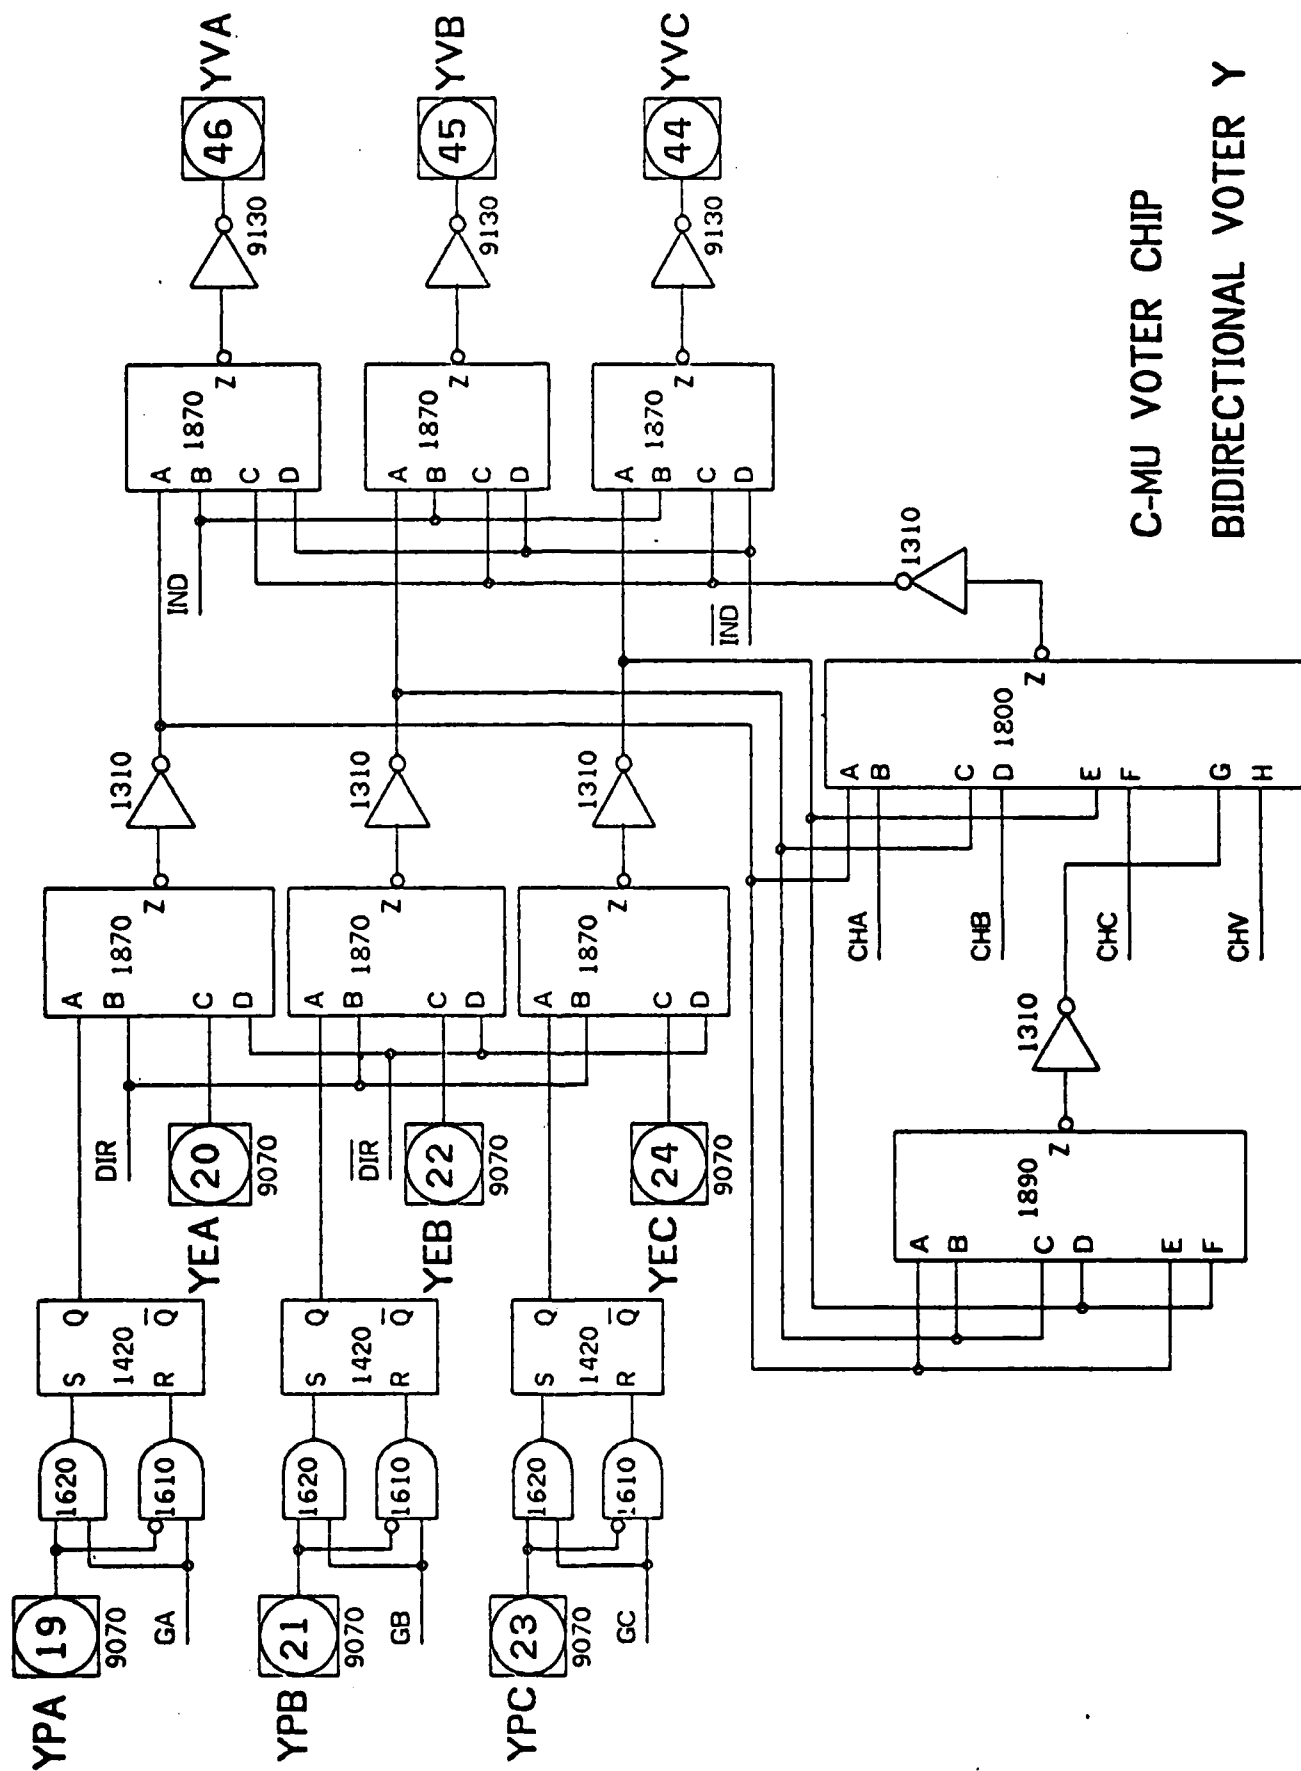 YPA
19
9070
GA
1620
1610
S
Q
1420
R
Q̅
YEA
20
9070
DIR
A
B
1870
Z
C
D
1310
IND
A
B
1870
Z
C
D
9130
46
YVA
YPB
21
9070
GB
1620
1610
S
Q
1420
R
Q̅
YEB
22
9070
D̅I̅R̅
A
B
1870
Z
C
D
1310
A
B
1870
Z
C
D
9130
45
YVB
YPC
23
9070
GC
1620
1610
S
Q
1420
R
Q̅
YEC
24
9070
A
B
1870
Z
C
D
1310
I̅N̅D̅
A
B
1870
Z
C
D
9130
44
YVC
A
B
1890
Z
C
D
E
F
1310
CHA
CHB
CHC
CHV
A
B
C
D
1800
Z
E
F
G
H
1310
C-MU VOTER CHIP
BIDIRECTIONAL VOTER Y